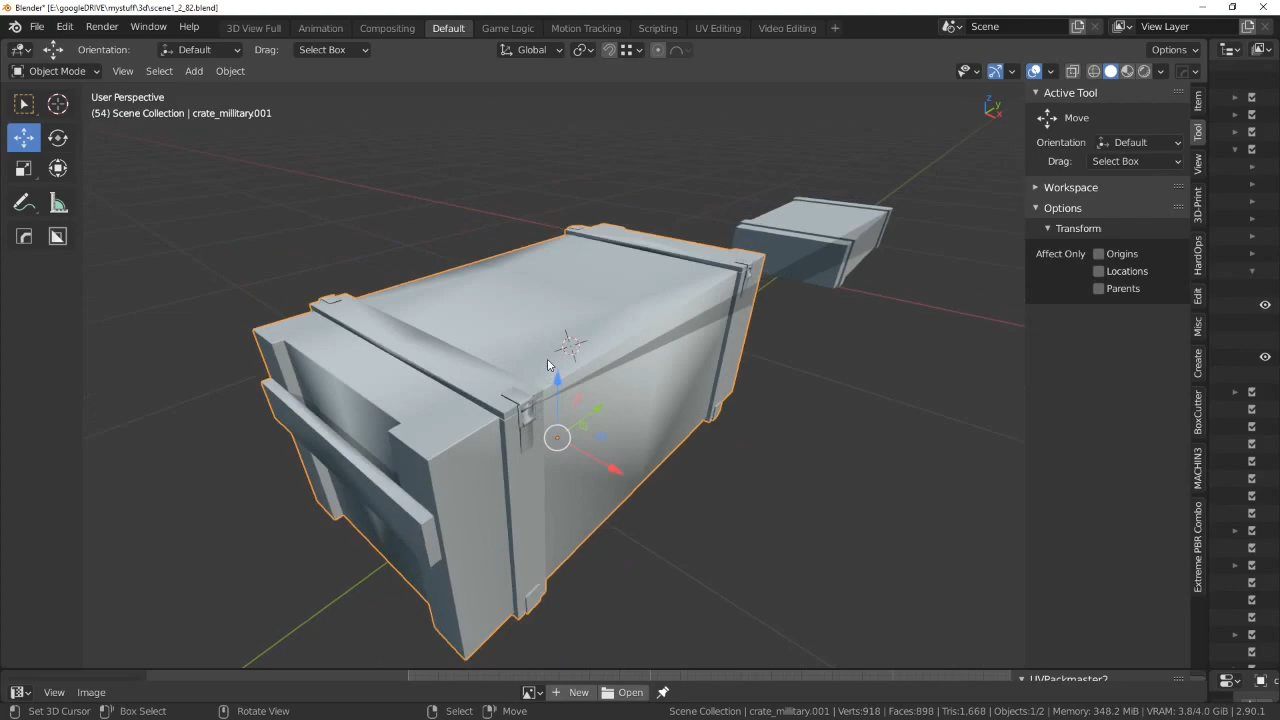 Blender* [E:\googleDRIVE\mystuff\3d\scene1_2_82.blend]
File Edit Render Window Help 3D View Full Animation Compositing Default Game Logic Motion Tracking Scripting UV Editing Video Editing + Scene View Layer
Orientation: Default Drag: Select Box Global Options
Object Mode View Select Add Object
User Perspective
(54) Scene Collection | crate_millitary.001
z
y
x
Active Tool
Move
Orientation Default
Drag: Select Box
Workspace
Options
Transform
Affect Only Origins
Locations
Parents
Item
Tool
View
3D-Print
HardOps
Edit
Misc
Create
BoxCutter
MACHIN3
Extreme PBR Combo
UVPackmaster2
View Image New Open
Set 3D Cursor Box Select Rotate View Select Move Scene Collection | crate_millitary.001 | Verts:918 | Faces:898 | Tris:1,668 | Objects:1/2 | Memory: 348.2 MiB | VRAM: 3.8/4.0 GiB | 2.90.1